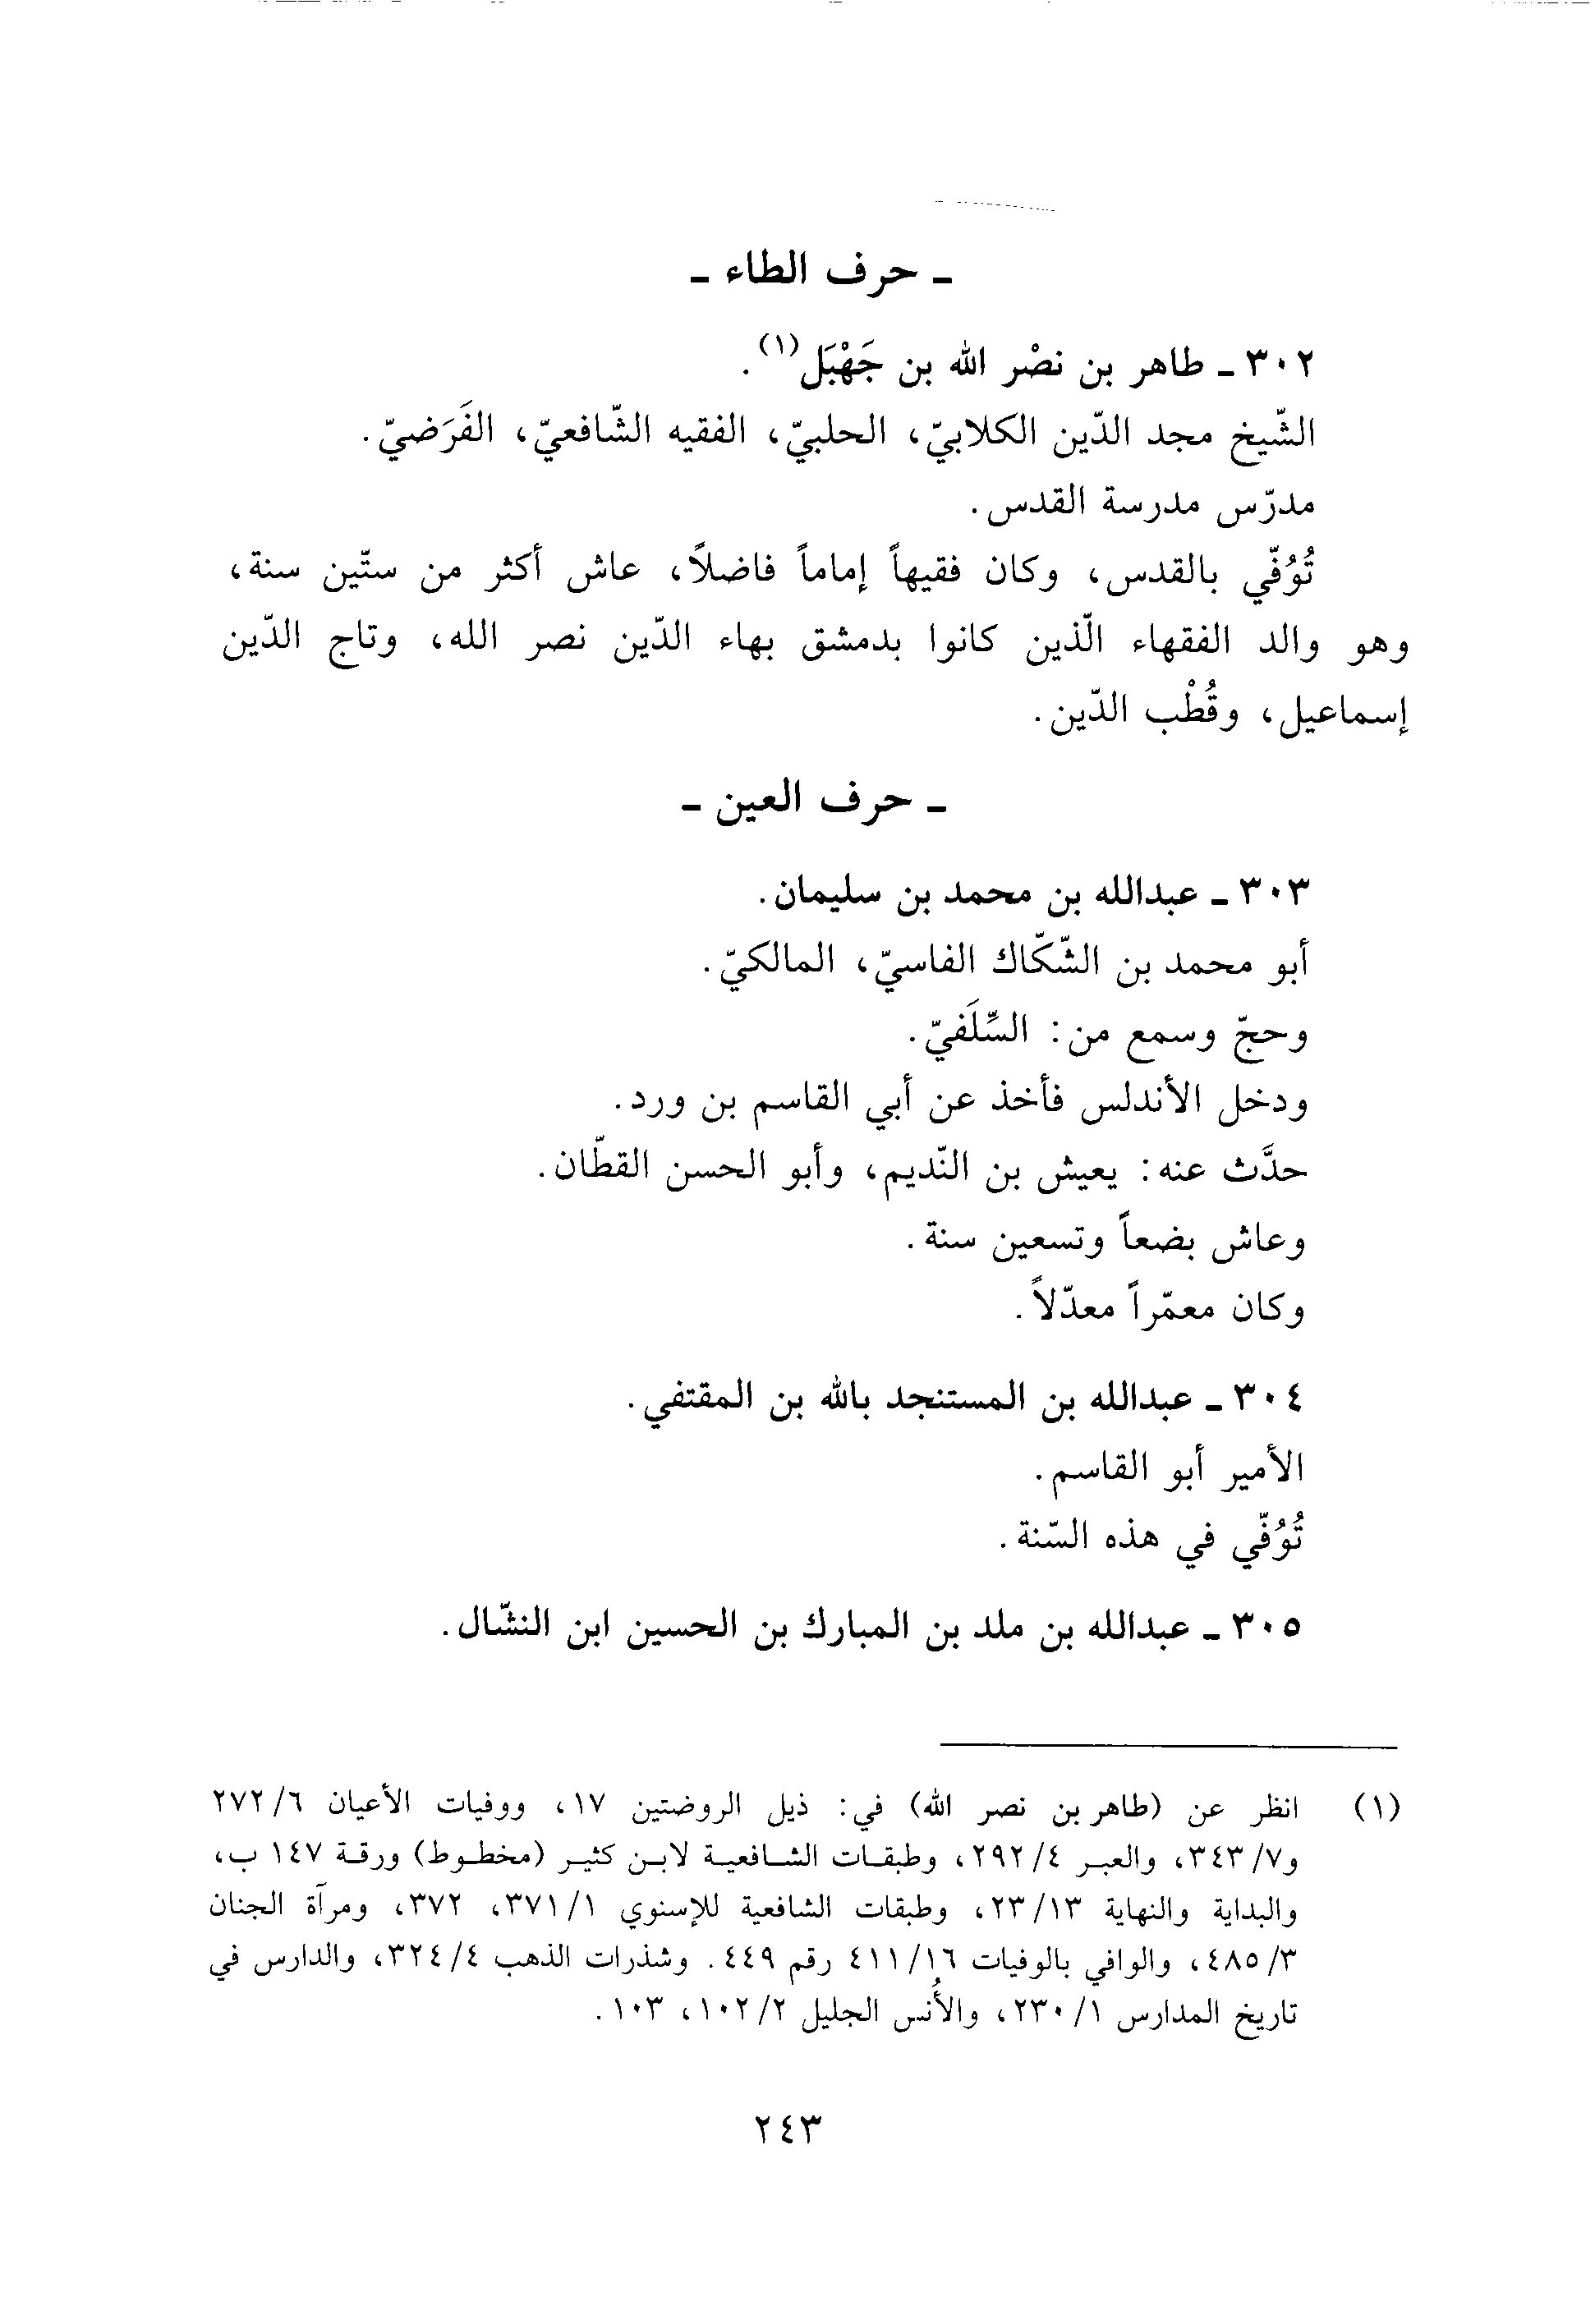 ـ حرف الطاء ـ
٣٠٢ ـ طاهر بن نصْر الله بن جَهْبَل(١).
الشّيخ مجد الدّين الكلابيّ، الحلبيّ، الفقيه الشّافعيّ، الفَرَضيّ.
مدرّس مدرسة القدس.
تُوُفّي بالقدس، وكان فقيهاً إماماً فاضلاً، عاش أكثر من ستّين سنة،
وهو والد الفقهاء الّذين كانوا بدمشق بهاء الدّين نصر الله، وتاج الدّين
إسماعيل، وقُطْب الدّين.
ـ حرف العين ـ
٣٠٣ ـ عبدالله بن محمد بن سليمان.
أبو محمد بن الشّكّاك الفاسيّ، المالكيّ.
وحجّ وسمع من: السِّلَفيّ.
ودخل الأندلس فأخذ عن أبي القاسم بن ورد.
حدَّث عنه: يعيش بن النّديم، وأبو الحسن القطّان.
وعاش بضعاً وتسعين سنة.
وكان معمّراً معدّلاً.
٣٠٤ ـ عبدالله بن المستنجد بالله بن المقتفي.
الأمير أبو القاسم.
تُوُفّي في هذه السّنة.
٣٠٥ ـ عبدالله بن ملد بن المبارك بن الحسين ابن النشّال.
(١) انظر عن (طاهر بن نصر الله) في: ذيل الروضتين ١٧، ووفيات الأعيان ٦/ ٢٧٢
و٧/ ٣٤٣، والعبر ٤/ ٢٩٢، وطبقات الشافعية لابن كثير (مخطوط) ورقة ١٤٧ ب،
والبداية والنهاية ١٣/ ٢٣، وطبقات الشافعية للإسنوي ١/ ٣٧١، ٣٧٢، ومرآة الجنان
٣/ ٤٨٥، والوافي بالوفيات ١٦/ ٤١١ رقم ٤٤٩. وشذرات الذهب ٤/ ٣٢٤، والدارس في
تاريخ المدارس ١/ ٢٣٠، والأُنس الجليل ٢/ ١٠٢، ١٠٣.
٢٤٣